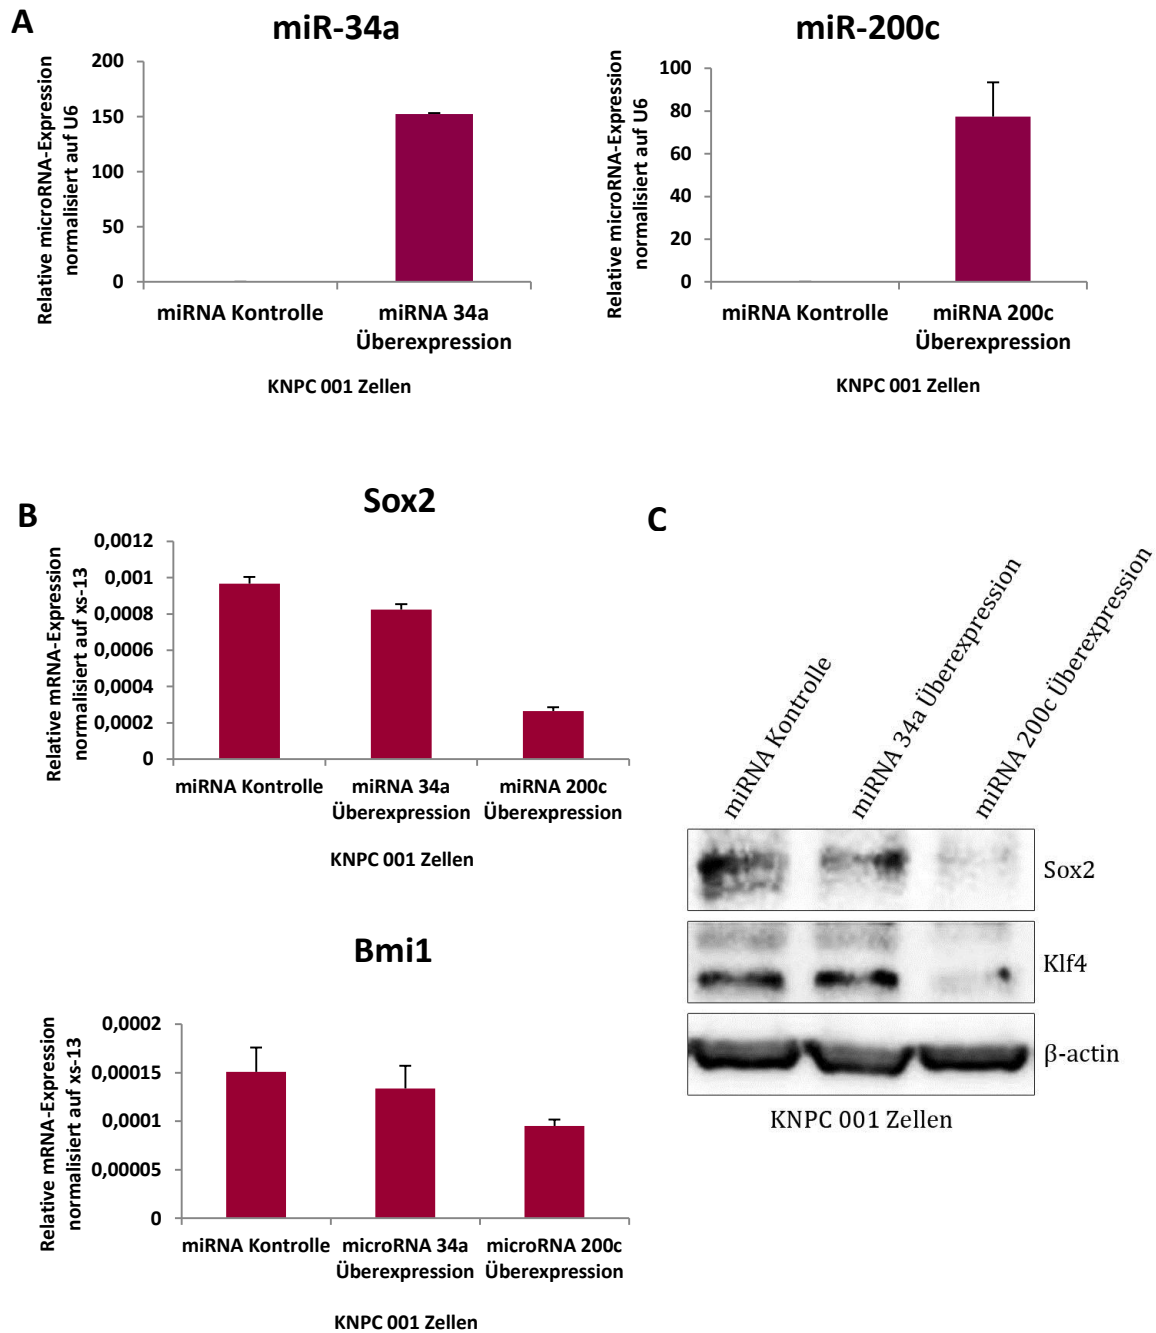 A
miR-34a
Relative microRNA-Expression
normalisiert auf U6
200
150
100
50
0
miRNA Kontrolle
miRNA 34a
Überexpression
KNPC 001 Zellen
miR-200c
Relative microRNA-Expression
normalisiert auf U6
100
80
60
40
20
0
miRNA Kontrolle
miRNA 200c
Überexpression
KNPC 001 Zellen
B
Sox2
Relative mRNA-Expression
normalisiert auf xs-13
0,0012
0,001
0,0008
0,0006
0,0004
0,0002
0
miRNA Kontrolle
miRNA 34a
Überexpression
miRNA 200c
Überexpression
KNPC 001 Zellen
Bmi1
Relative mRNA-Expression
normalisiert auf xs-13
0,0002
0,00015
0,0001
0,00005
0
miRNA Kontrolle
microRNA 34a
Überexpression
microRNA 200c
Überexpression
KNPC 001 Zellen
C
miRNA Kontrolle
miRNA 34a Überexpression
miRNA 200c Überexpression
Sox2
Klf4
β-actin
KNPC 001 Zellen